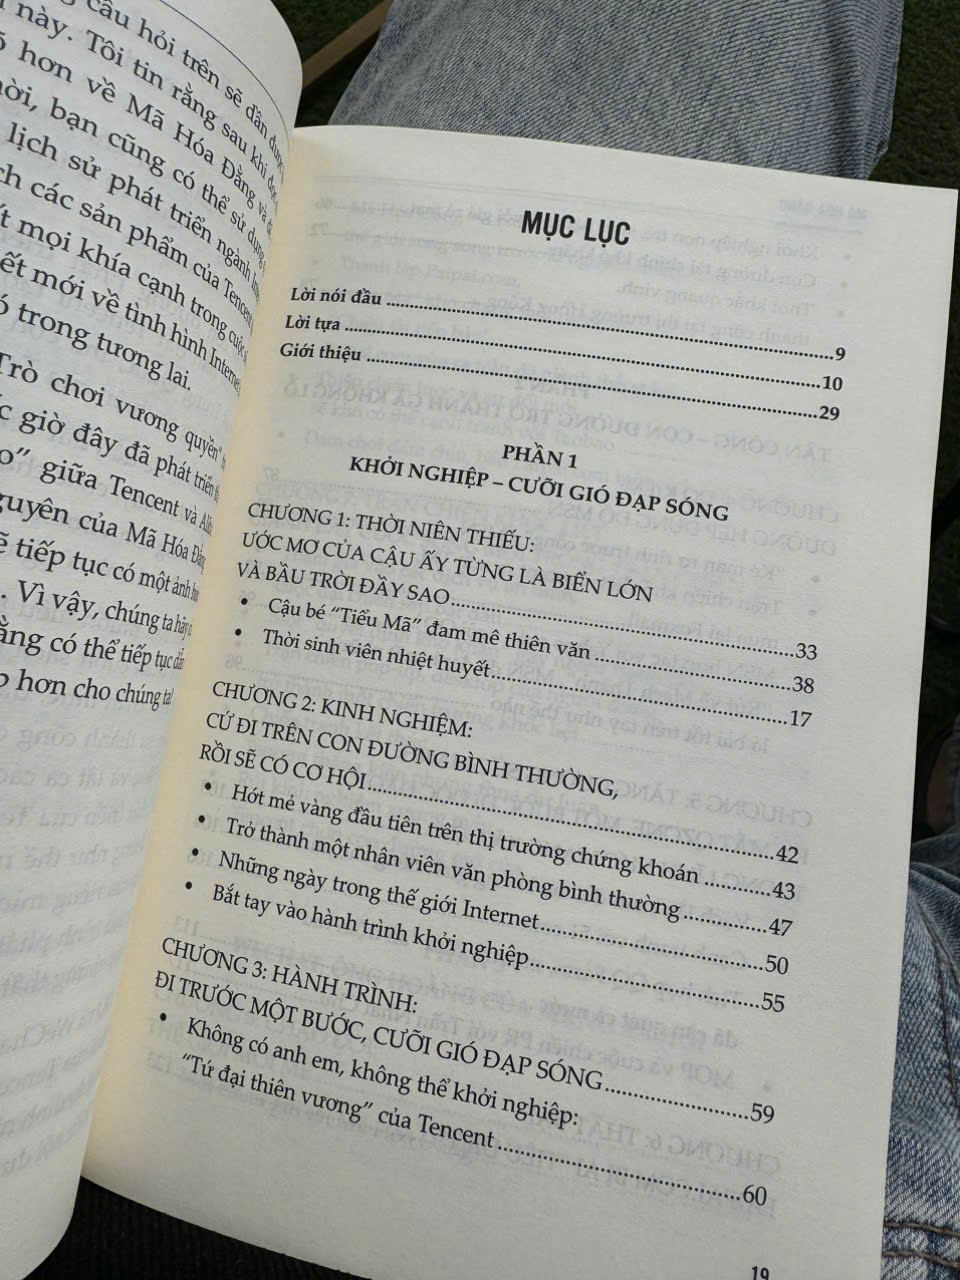 câu hỏi trên sẽ dần được
này. Tôi tin rằng sau khi đọc
hơn về Mã Hóa Đằng và
bạn cũng có thể sử dụng
lịch sử phát triển ngành
các sản phẩm của Tencent
mọi khía cạnh trong cuộc
mới về tình hình Internet
trong tương lai.
Trò chơi vương quyền"
giờ đây đã phát triển
giữa Tencent và
của Mã Hóa Đằng
tiếp tục có một ảnh
Vì vậy, chúng ta hãy
có thể tiếp tục
hơn cho chúng ta!
MỤC LỤC
Lời nói đầu ... 9
Lời tựa ... 10
Giới thiệu ... 29
PHẦN 1
KHỞI NGHIỆP – CƯỠI GIÓ ĐẠP SÓNG
CHƯƠNG 1: THỜI NIÊN THIẾU:
ƯỚC MƠ CỦA CẬU ẤY TỪNG LÀ BIỂN LỚN
VÀ BẦU TRỜI ĐẦY SAO ... 33
• Cậu bé “Tiểu Mã” đam mê thiên văn ... 38
• Thời sinh viên nhiệt huyết ... 17
CHƯƠNG 2: KINH NGHIỆM:
CỨ ĐI TRÊN CON ĐƯỜNG BÌNH THƯỜNG,
RỒI SẼ CÓ CƠ HỘI ... 42
• Hớt mẻ vàng đầu tiên trên thị trường chứng khoán ... 43
• Trở thành một nhân viên văn phòng bình thường ... 47
• Những ngày trong thế giới Internet ... 50
• Bắt tay vào hành trình khởi nghiệp ... 55
CHƯƠNG 3: HÀNH TRÌNH:
ĐI TRƯỚC MỘT BƯỚC, CƯỠI GIÓ ĐẠP SÓNG ... 59
• Không có anh em, không thể khởi nghiệp:
“Tứ đại thiên vương” của Tencent ... 60
19